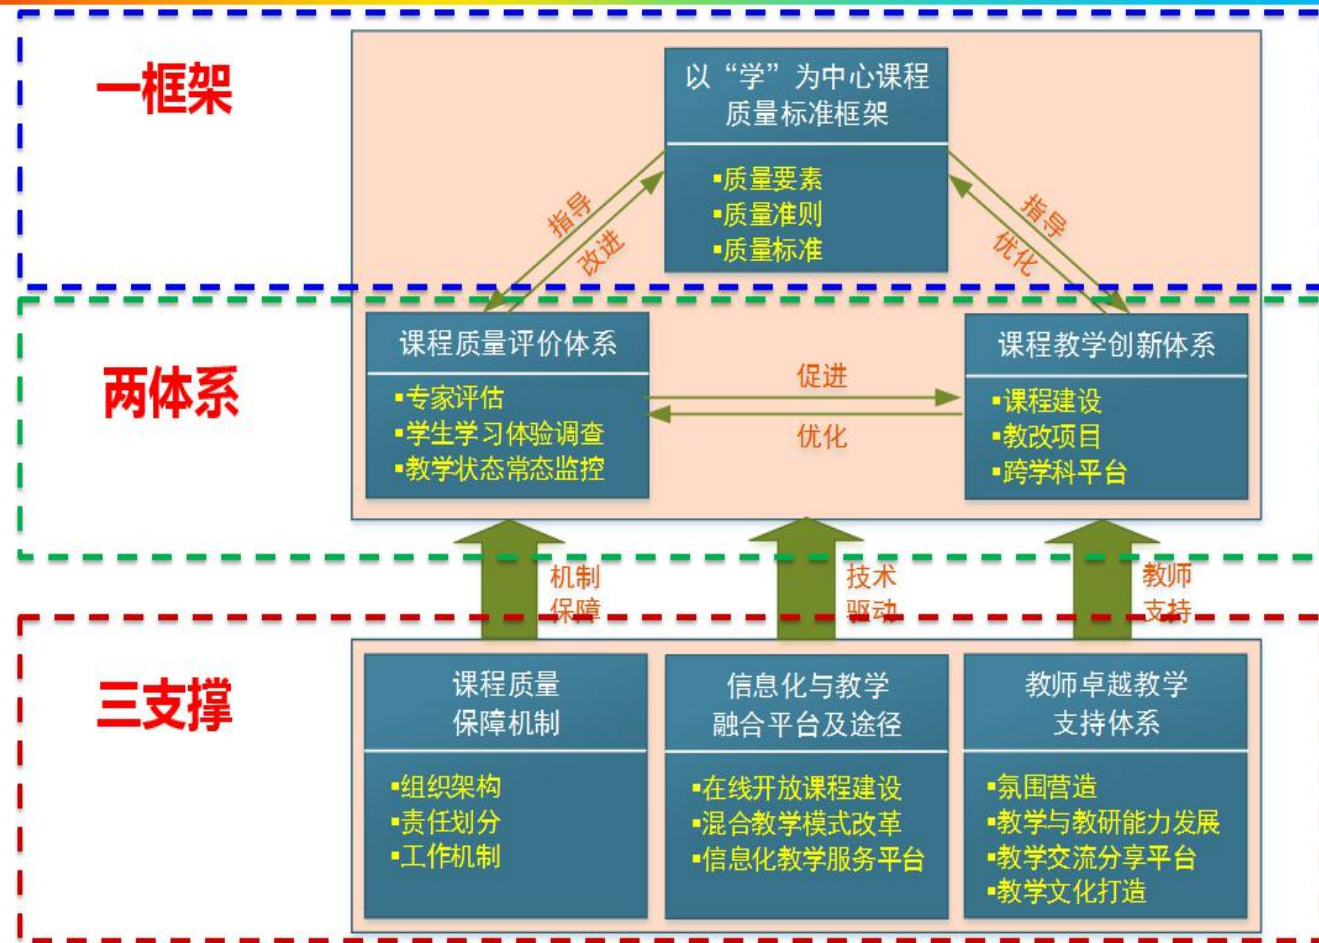 一框架
以“学”为中心课程
质量标准框架
▪质量要素
▪质量准则
▪质量标准
指导
改进
指导
优化
两体系
课程质量评价体系
▪专家评估
▪学生学习体验调查
▪教学状态常态监控
促进
优化
课程教学创新体系
▪课程建设
▪教改项目
▪跨学科平台
机制
保障
技术
驱动
教师
支持
三支撑
课程质量
保障机制
▪组织架构
▪责任划分
▪工作机制
信息化与教学
融合平台及途径
▪在线开放课程建设
▪混合教学模式改革
▪信息化教学服务平台
教师卓越教学
支持体系
▪氛围营造
▪教学与教研能力发展
▪教学交流分享平台
▪教学文化打造